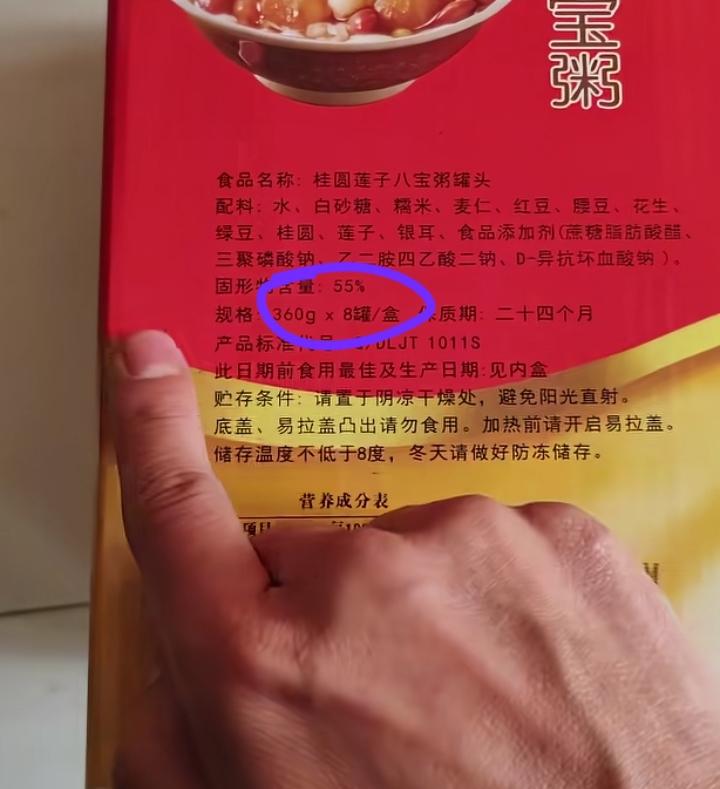 宝粥
食品名称: 桂圆莲子八宝粥罐头
配料: 水、白砂糖、糯米、麦仁、红豆、腰豆、花生、
绿豆、桂圆、莲子、银耳、食品添加剂(蔗糖脂肪酸酯、
三聚磷酸钠、乙二胺四乙酸二钠、D-异抗坏血酸钠)。
固形物含量: 55%
规格: 360g x 8罐/盒 保质期: 二十四个月
产品标准代号 Q/DLJT 1011S
此日期前食用最佳及生产日期:见内盒
贮存条件: 请置于阴凉干燥处，避免阳光直射。
底盖、易拉盖凸出请勿食用。加热前请开启易拉盖。
储存温度不低于8度，冬天请做好防冻储存。
营养成分表
项目